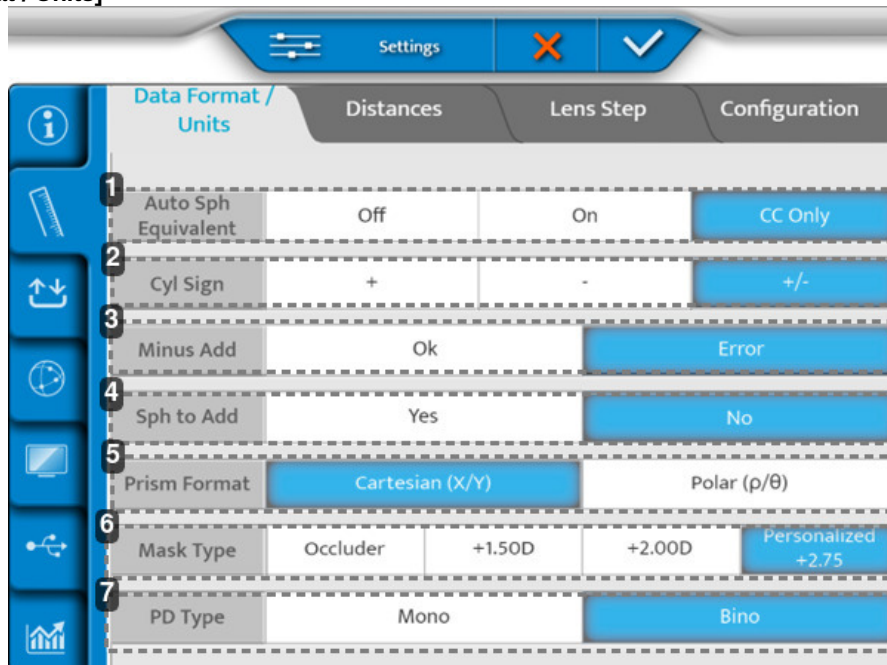 Settings
Data Format /
Units
Distances
Lens Step
Configuration
1
Auto Sph
Equivalent
Off
On
CC Only
2
Cyl Sign
+
-
+/-
3
Minus Add
Ok
Error
4
Sph to Add
Yes
No
5
Prism Format
Cartesian (X/Y)
Polar (ρ/θ)
6
Mask Type
Occluder
+1.50D
+2.00D
Personalized
+2.75
7
PD Type
Mono
Bino